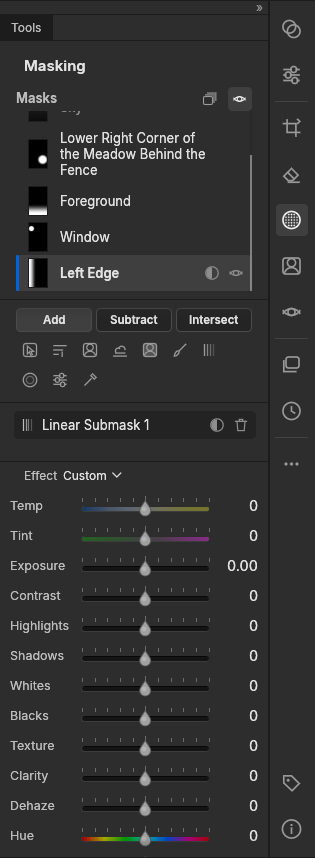 »
Tools
Masking
Masks
Sky
Lower Right Corner of
the Meadow Behind the
Fence
Foreground
Window
Left Edge
Add
Subtract
Intersect
Linear Submask 1
Effect Custom
Temp 0
Tint 0
Exposure 0.00
Contrast 0
Highlights 0
Shadows 0
Whites 0
Blacks 0
Texture 0
Clarity 0
Dehaze 0
Hue 0